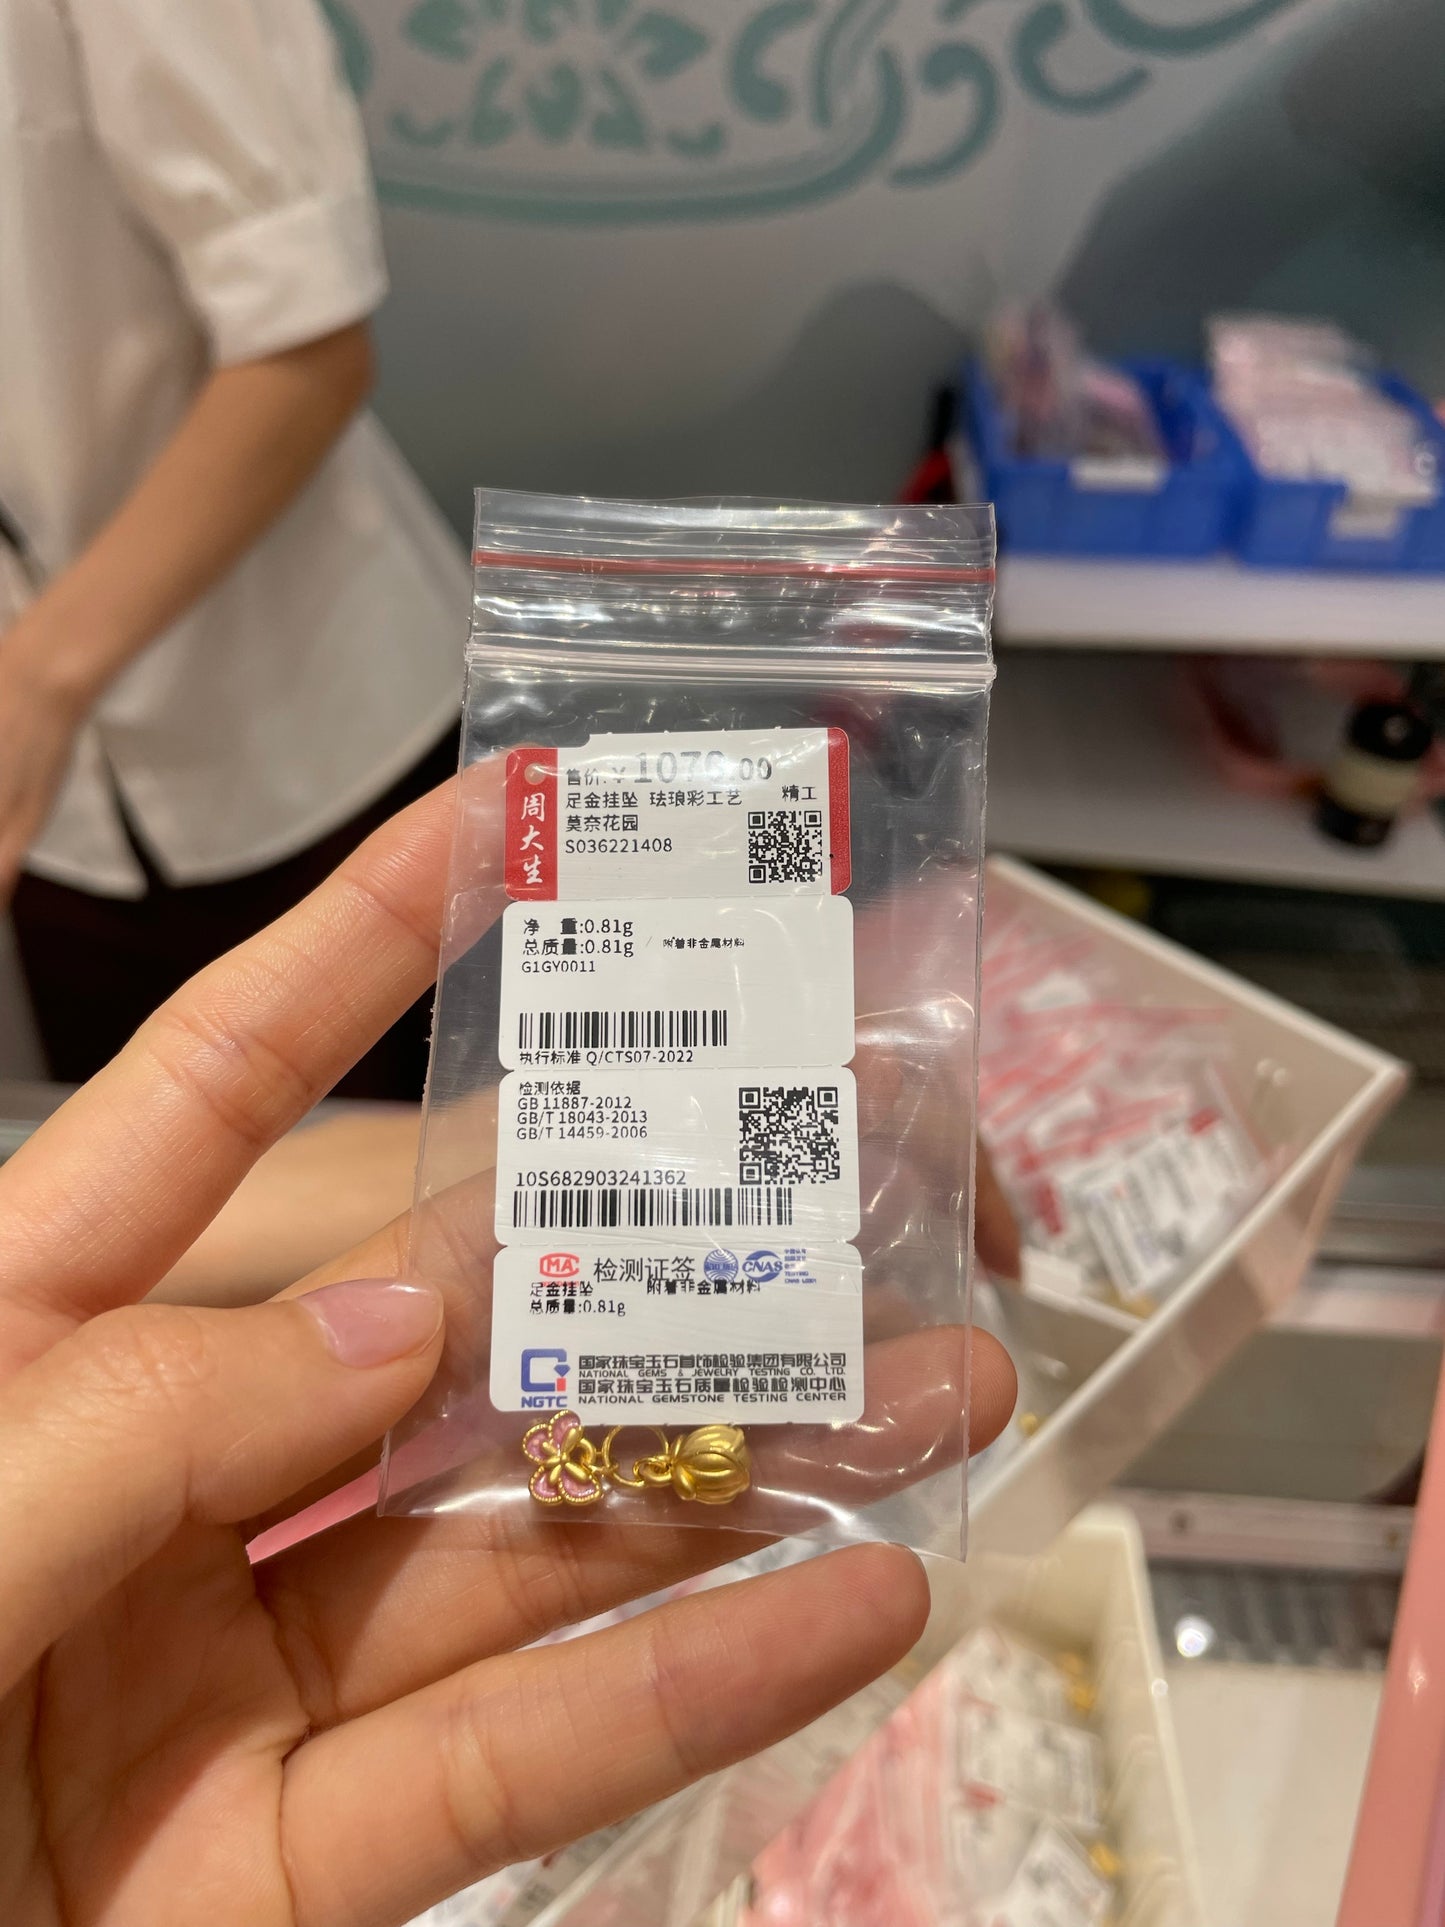 周大生
售价:¥1078.00
足金挂坠 珐琅彩工艺 精工
莫奈花园
S036221408
净 重:0.81g
总质量:0.81g / 附着非金属材料
G1GY0011
执行标准 Q/CTS07-2022
检测依据
GB 11887-2012
GB/T 18043-2013
GB/T 14459-2006
10S682903241362
MA 检测证签 CNAS
足金挂坠 附着非金属材料
总质量:0.81g
国家珠宝玉石首饰检验集团有限公司
NATIONAL GEMS & JEWELRY TESTING CO. LTD.
国家珠宝玉石质量检验检测中心
NGTC NATIONAL GEMSTONE TESTING CENTER